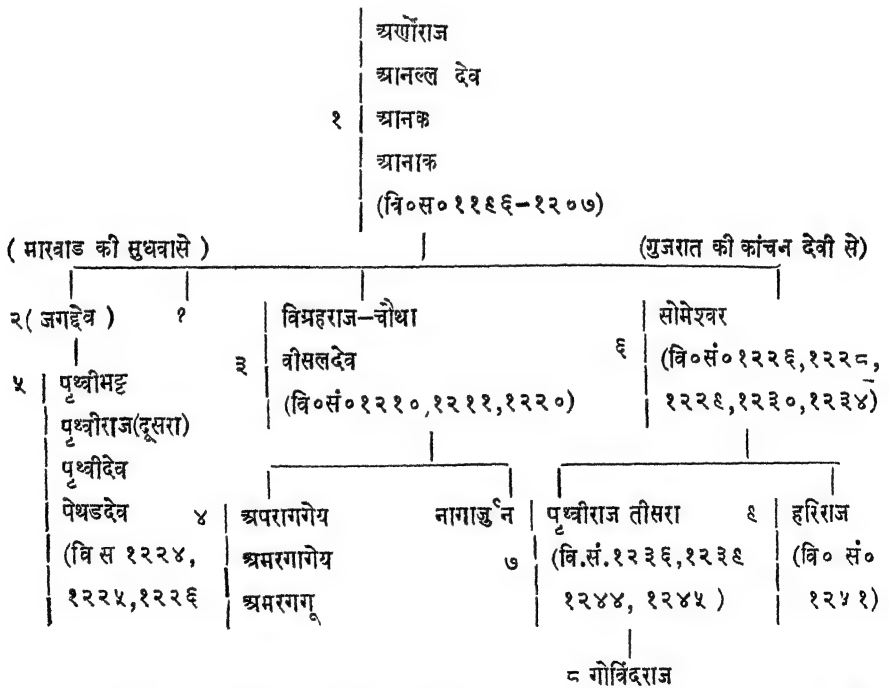 अर्णोराज
आनल्ल देव
१ आनक
आनाक
(वि०स०११९६-१२०७)
( मारवाड की सुधवासे ) (गुजरात की कांचन देवी से)
२( जगद्देव ) १ विग्रहराज-चौथा सोमेश्वर
३ वीसलदेव ६ (वि०सं०१२२६,१२२८,
५ पृथ्वीभट्ट (वि०सं०१२१०,१२११,१२२०) १२२९,१२३०,१२३४)
पृथ्वीराज(दूसरा)
पृथ्वीदेव
पेथडदेव ४ अपरागगेय नागार्जुन पृथ्वीराज तीसरा ९ हरिराज
(वि स १२२४, अमरगागेय ७ (वि.सं.१२३६,१२३९ (वि० सं०
१२२५,१२२६ अमरगगू १२४४, १२४५ ) १२५१)
८ गोविंदराज